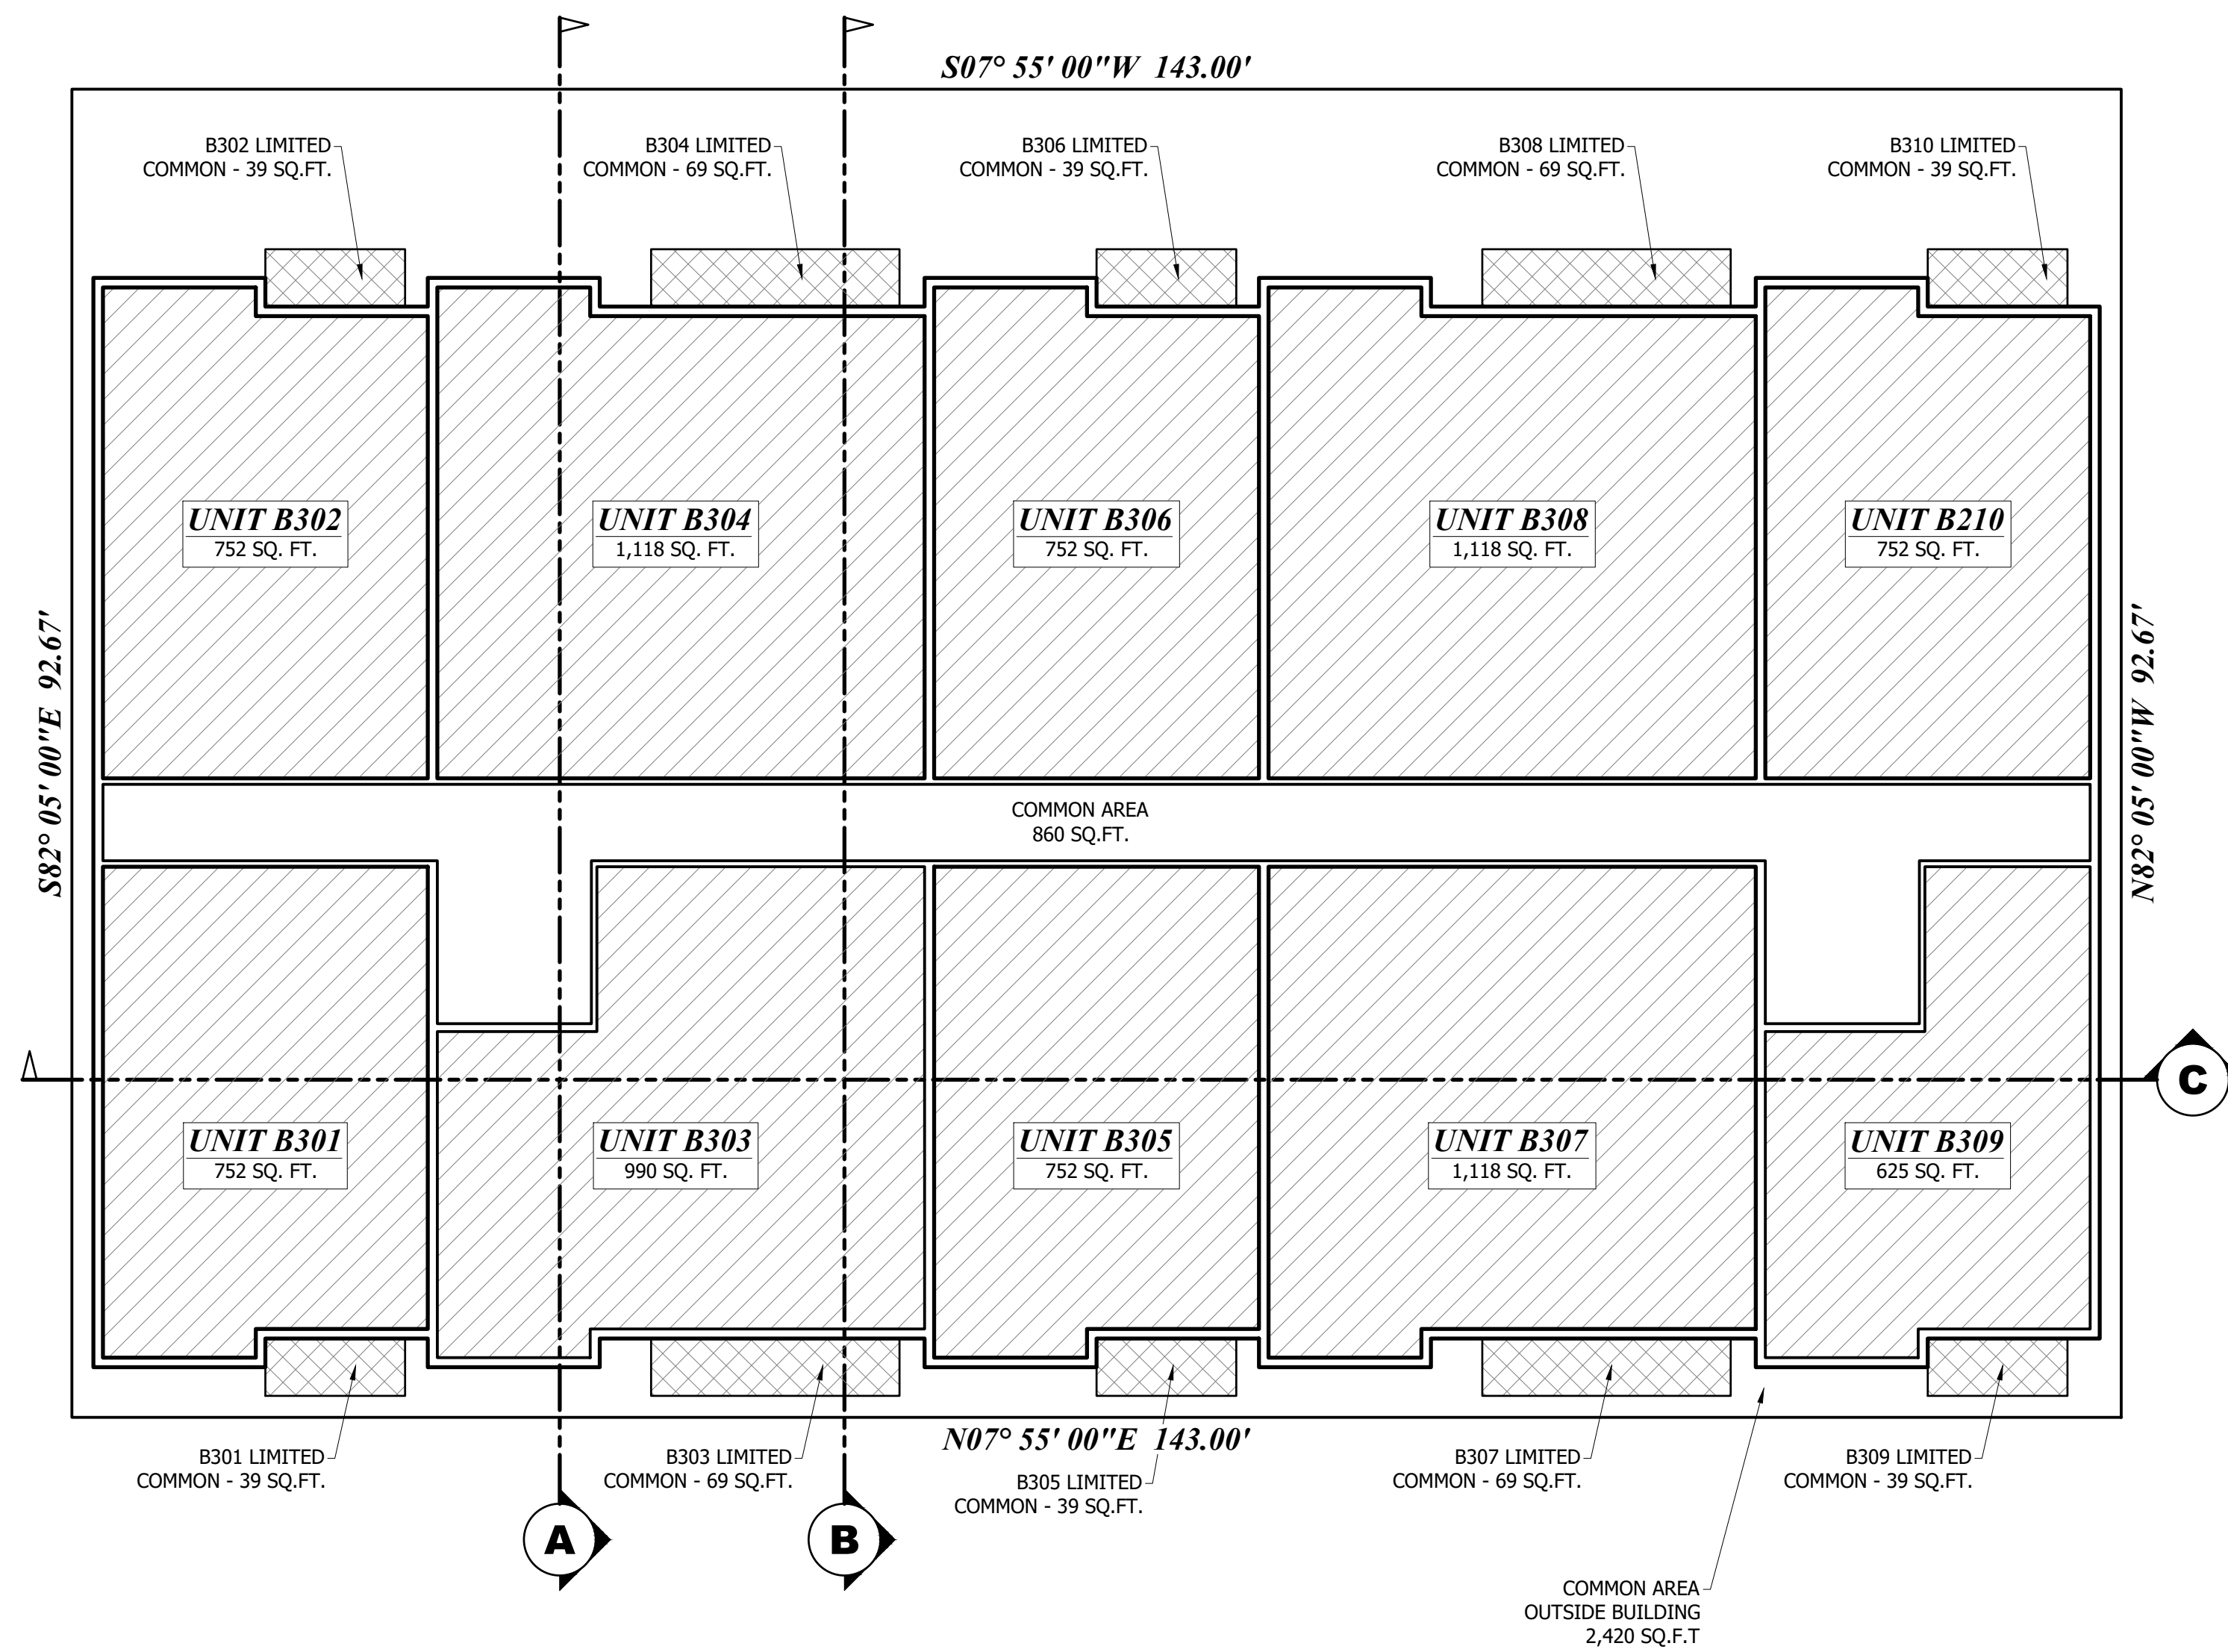 S07° 55' 00"W 143.00'
B302 LIMITED
COMMON - 39 SQ.FT.
B304 LIMITED
COMMON - 69 SQ.FT.
B306 LIMITED
COMMON - 39 SQ.FT.
B308 LIMITED
COMMON - 69 SQ.FT.
B310 LIMITED
COMMON - 39 SQ.FT.
UNIT B302
752 SQ. FT.
UNIT B304
1,118 SQ. FT.
UNIT B306
752 SQ. FT.
UNIT B308
1,118 SQ. FT.
UNIT B210
752 SQ. FT.
S82° 05' 00"E 92.67'
N82° 05' 00"W 92.67'
COMMON AREA
860 SQ.FT.
C
UNIT B301
752 SQ. FT.
UNIT B303
990 SQ. FT.
UNIT B305
752 SQ. FT.
UNIT B307
1,118 SQ. FT.
UNIT B309
625 SQ. FT.
N07° 55' 00"E 143.00'
B301 LIMITED
COMMON - 39 SQ.FT.
B303 LIMITED
COMMON - 69 SQ.FT.
B305 LIMITED
COMMON - 39 SQ.FT.
B307 LIMITED
COMMON - 69 SQ.FT.
B309 LIMITED
COMMON - 39 SQ.FT.
A
B
COMMON AREA
OUTSIDE BUILDING
2,420 SQ.F.T